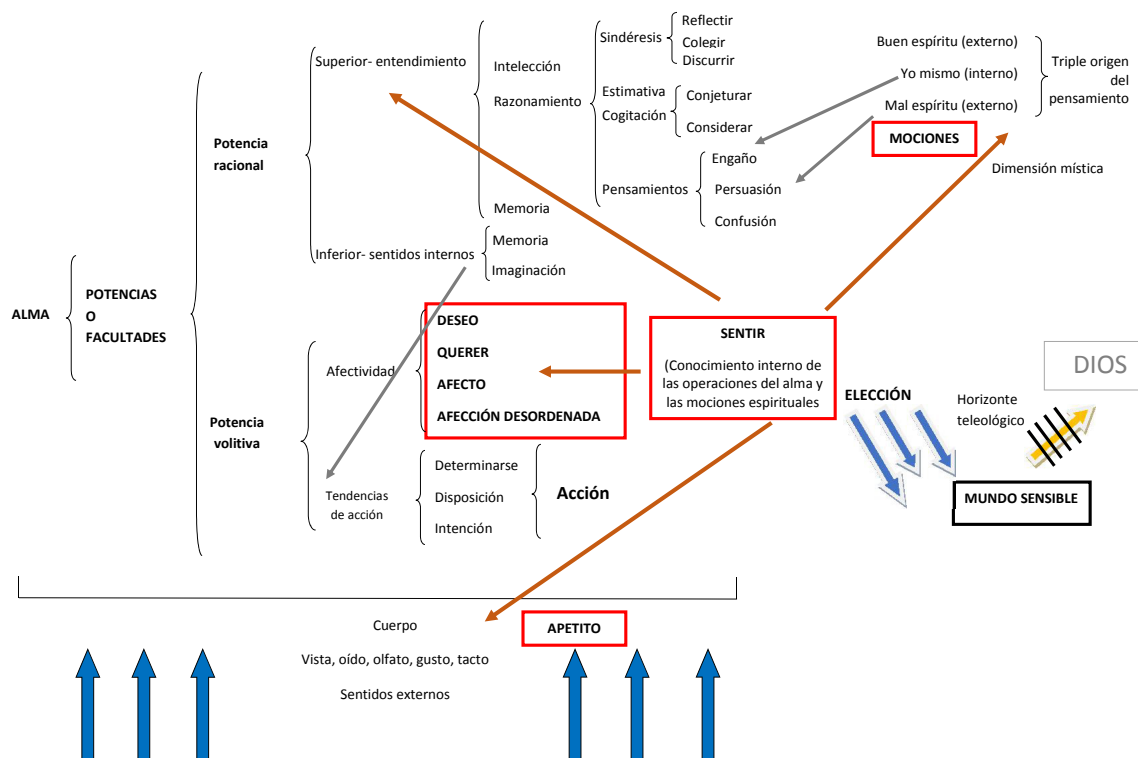 ALMA
POTENCIAS
O
FACULTADES
Potencia
racional
Superior- entendimiento
Intelección
Razonamiento
Memoria
Sindéresis
Reflectir
Colegir
Discurrir
Estimativa
Cogitación
Conjeturar
Considerar
Pensamientos
Engaño
Persuasión
Confusión
Buen espíritu (externo)
Yo mismo (interno)
Mal espíritu (externo)
Triple origen
del
pensamiento
MOCIONES
Dimensión mística
Inferior- sentidos internos
Memoria
Imaginación
Potencia
volitiva
Afectividad
DESEO
QUERER
AFECTO
AFECCIÓN DESORDENADA
SENTIR
(Conocimiento interno de
las operaciones del alma y
las mociones espirituales
ELECCIÓN
Horizonte
teleológico
DIOS
MUNDO SENSIBLE
Tendencias
de acción
Determinarse
Disposición
Intención
Acción
Cuerpo
APETITO
Vista, oído, olfato, gusto, tacto
Sentidos externos